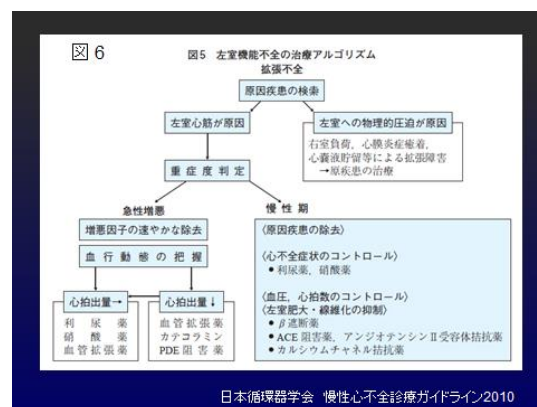 図 6
図5 左室機能不全の治療アルゴリズム
拡張不全
原因疾患の検索
左室心筋が原因
左室への物理的圧迫が原因
右室負荷，心膜炎症癒着，
心嚢液貯留等による拡張障害
→原疾患の治療
重症度判定
急性増悪
慢性期
増悪因子の速やかな除去
血行動態の把握
心拍出量→
心拍出量↓
利尿薬
硝酸薬
血管拡張薬
血管拡張薬
カテコラミン
PDE 阻害薬
〈原因疾患の除去〉
〈心不全症状のコントロール〉
●利尿薬，硝酸薬
〈血圧，心拍数のコントロール〉
〈左室肥大・線維化の抑制〉
●β遮断薬
●ACE 阻害薬，アンジオテンシンⅡ受容体拮抗薬
●カルシウムチャネル拮抗薬
日本循環器学会 慢性心不全診療ガイドライン2010